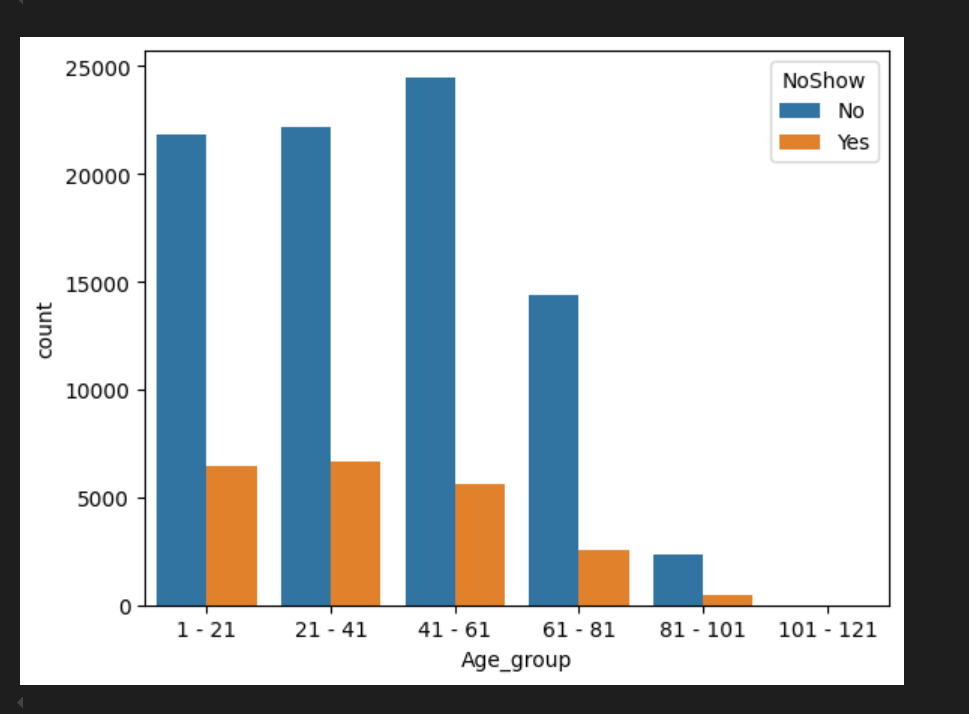 25000
20000
15000
10000
5000
0
count
NoShow
No
Yes
1 - 21
21 - 41
41 - 61
61 - 81
81 - 101
101 - 121
Age_group